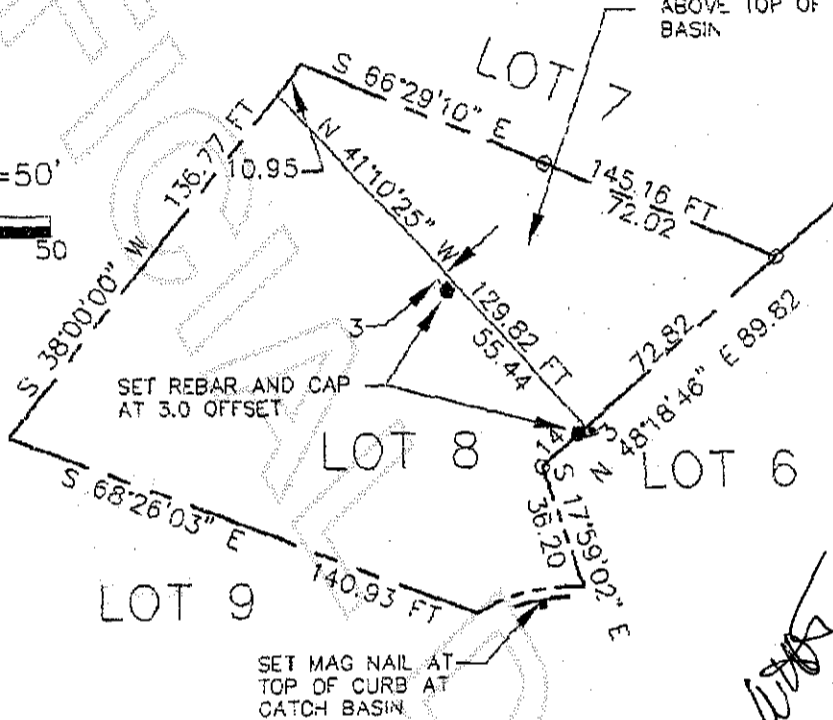 ABOVE TOP OF
BASIN
LOT 7
S 66°29'10" E
145.16 FT
72.02
=50'
50
136.77 FT
S 38°00'00" W
10.95
N 41°10'25" W
129.82 FT
55.44
3
72.82
N 48°18'46" E 89.82
SET REBAR AND CAP
AT 3.0 OFFSET
14
3
LOT 8
LOT 6
S 17°59'02" E
36.20
S 68°26'03" E
140.93 FT
LOT 9
SET MAG NAIL AT
TOP OF CURB AT
CATCH BASIN